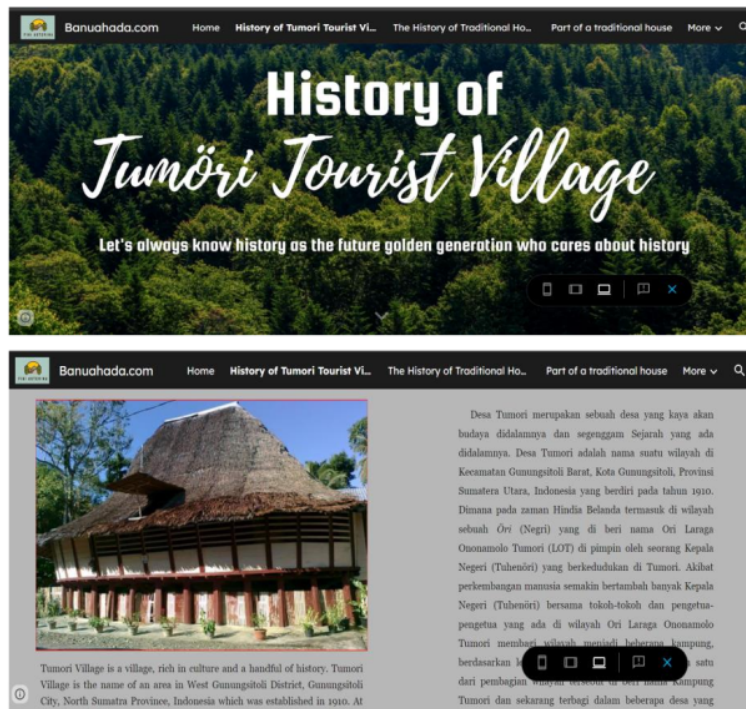 Banuahada.com Home History of Tumori Tourist Vi... The History of Traditional Ho... Part of a traditional house More
History of
Tumöri Tourist Village
Let's always know history as the future golden generation who cares about history
Banuahada.com Home History of Tumori Tourist Vi... The History of Traditional Ho... Part of a traditional house More
Tumori Village is a village, rich in culture and a handful of history. Tumori
Village is the name of an area in West Gunungsitoli District, Gunungsitoli
City, North Sumatra Province, Indonesia which was established in 1910. At
Desa Tumori merupakan sebuah desa yang kaya akan
budaya didalamnya dan segenggam Sejarah yang ada
didalamnya. Desa Tumori adalah nama suatu wilayah di
Kecamatan Gunungsitoli Barat, Kota Gunungsitoli, Provinsi
Sumatera Utara, Indonesia yang berdiri pada tahun 1910.
Dimana pada zaman Hindia Belanda termasuk di wilayah
sebuah Öri (Negri) yang di beri nama Ori Laraga
Ononamolo Tumori (LOT) di pimpin oleh seorang Kepala
Negeri (Tuhenöri) yang berkedudukan di Tumori. Akibat
perkembangan manusia semakin bertambah banyak Kepala
Negeri (Tuhenöri) bersama tokoh-tokoh dan pengetua-
pengetua yang ada di wilayah Ori Laraga Ononamolo
Tumori membagi wilayah menjadi beberapa kampung,
berdasarkan satu
dari pembagian wilayah tersebut di beri nama Kampung
Tumori dan sekarang terbagi dalam beberapa desa yang